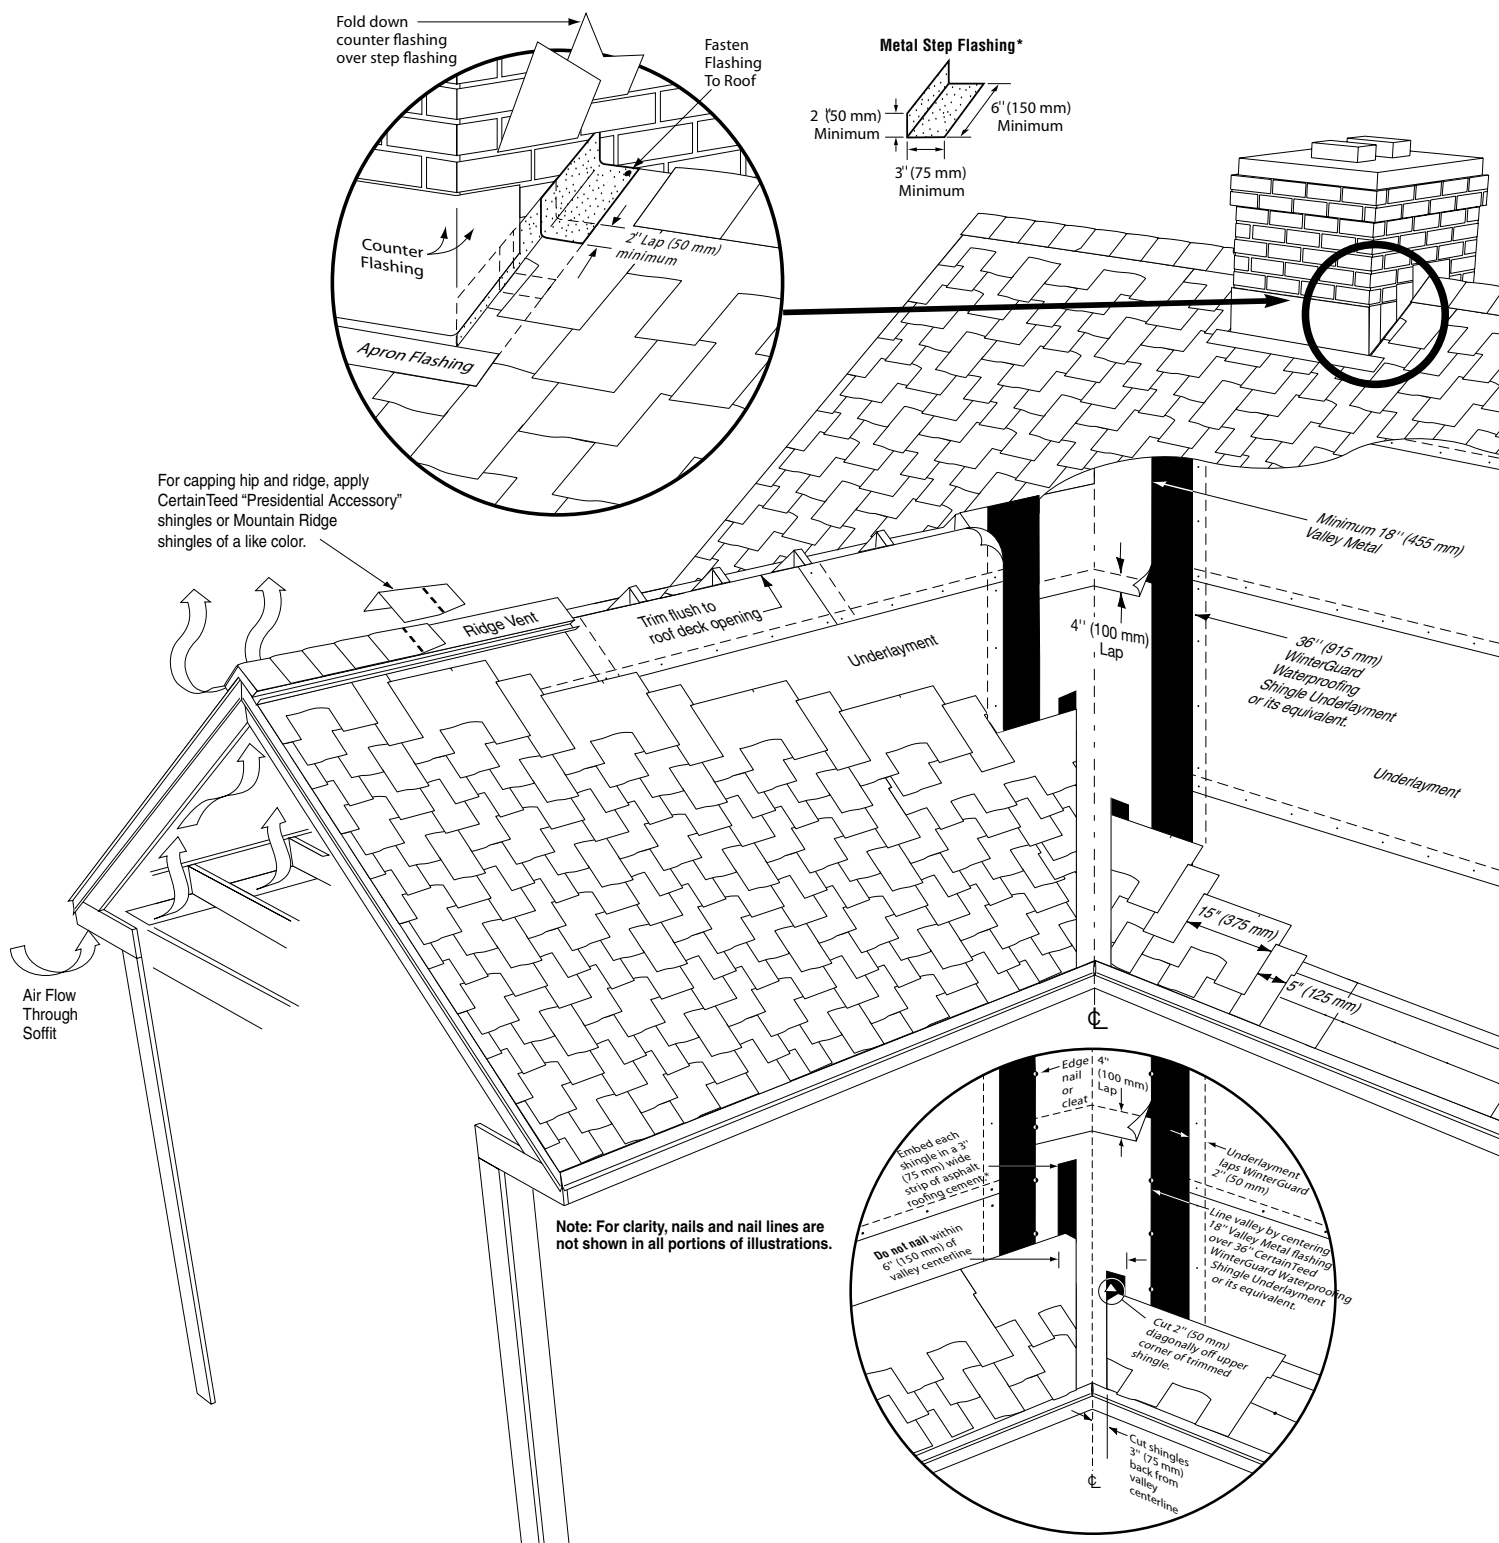 Fold down
counter flashing
over step flashing
Fasten
Flashing
To Roof
Metal Step Flashing*
2" (50 mm)
Minimum
6" (150 mm)
Minimum
3" (75 mm)
Minimum
Counter
Flashing
2" Lap (50 mm)
minimum
Apron Flashing
For capping hip and ridge, apply
CertainTeed “Presidential Accessory”
shingles or Mountain Ridge
shingles of a like color.
Ridge Vent
Trim flush to
roof deck opening
Underlayment
4" (100 mm)
Lap
Minimum 18" (455 mm)
Valley Metal
36" (915 mm)
WinterGuard
Waterproofing
Shingle Underlayment
or its equivalent.
Underlayment
15" (375 mm)
5" (125 mm)
Air Flow
Through
Soffit
℄
Note: For clarity, nails and nail lines are
not shown in all portions of illustrations.
Edge
nail
or
cleat
4"
(100 mm)
Lap
Embed each
shingle in a 3"
(75 mm) wide
strip of asphalt
roofing cement.*
Do not nail within
6" (150 mm) of
valley centerline
Underlayment
laps WinterGuard
2" (50 mm)
Line valley by centering
18" Valley Metal flashing
over 36" CertainTeed
WinterGuard Waterproofing
Shingle Underlayment
or its equivalent.
Cut 2" (50 mm)
diagonally off upper
corner of trimmed
shingle.
Cut shingles
3" (75 mm)
back from
valley
centerline
℄